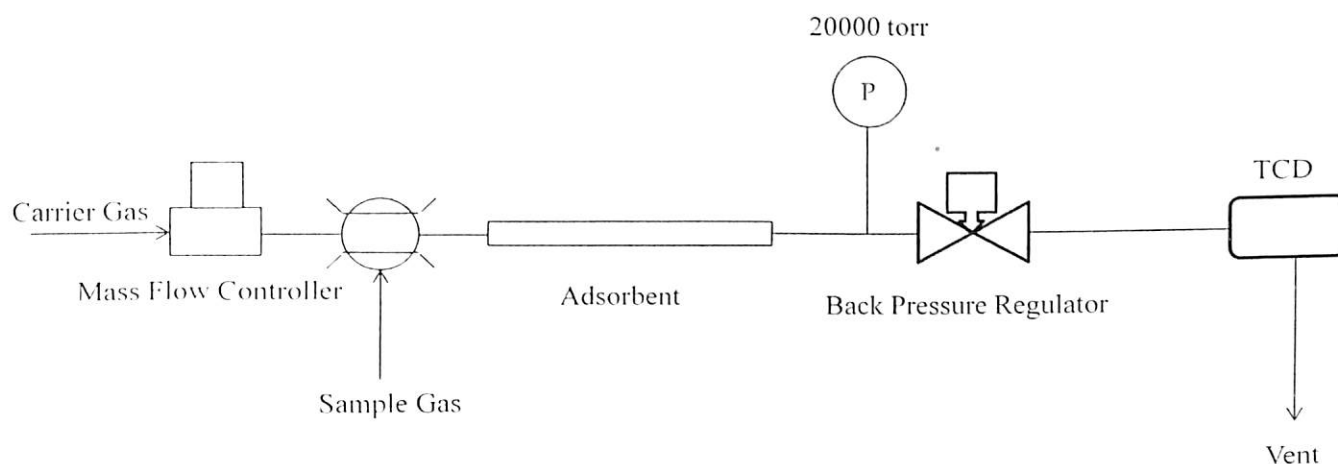 20000 torr
P
TCD
Carrier Gas
Mass Flow Controller
Adsorbent
Back Pressure Regulator
Sample Gas
Vent